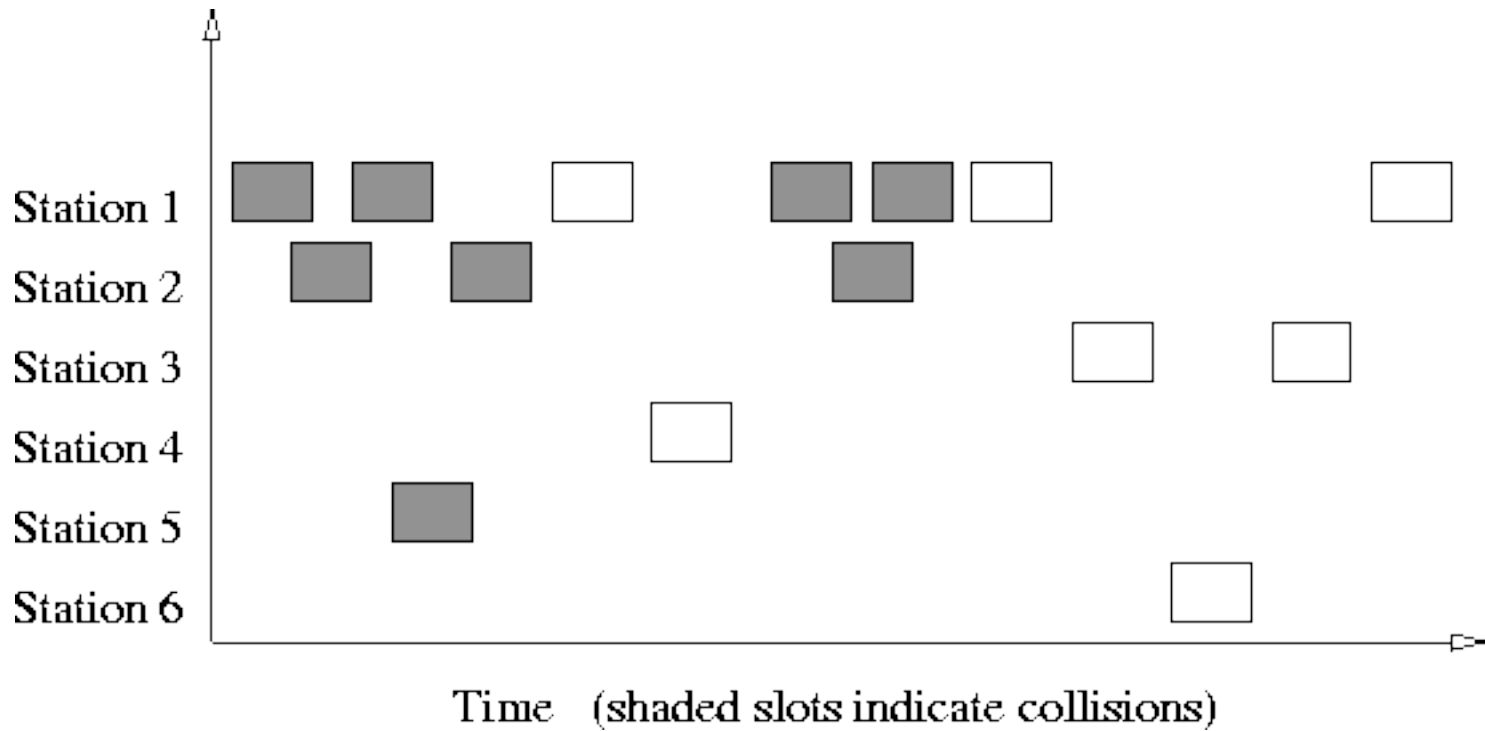 Station 1
Station 2
Station 3
Station 4
Station 5
Station 6
Time (shaded slots indicate collisions)